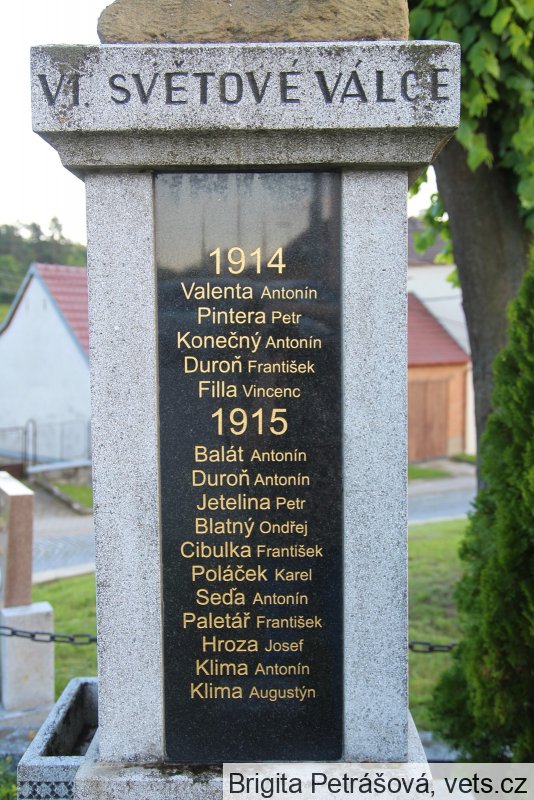 V I. SVĚTOVÉ VÁLCE
1914
Valenta Antonín
Pintera Petr
Konečný Antonín
Duroň František
Filla Vincenc
1915
Balát Antonín
Duroň Antonín
Jetelina Petr
Blatný Ondřej
Cibulka František
Poláček Karel
Seďa Antonín
Paletář František
Hroza Josef
Klima Antonín
Klima Augustýn
Brigita Petrášová, vets.cz